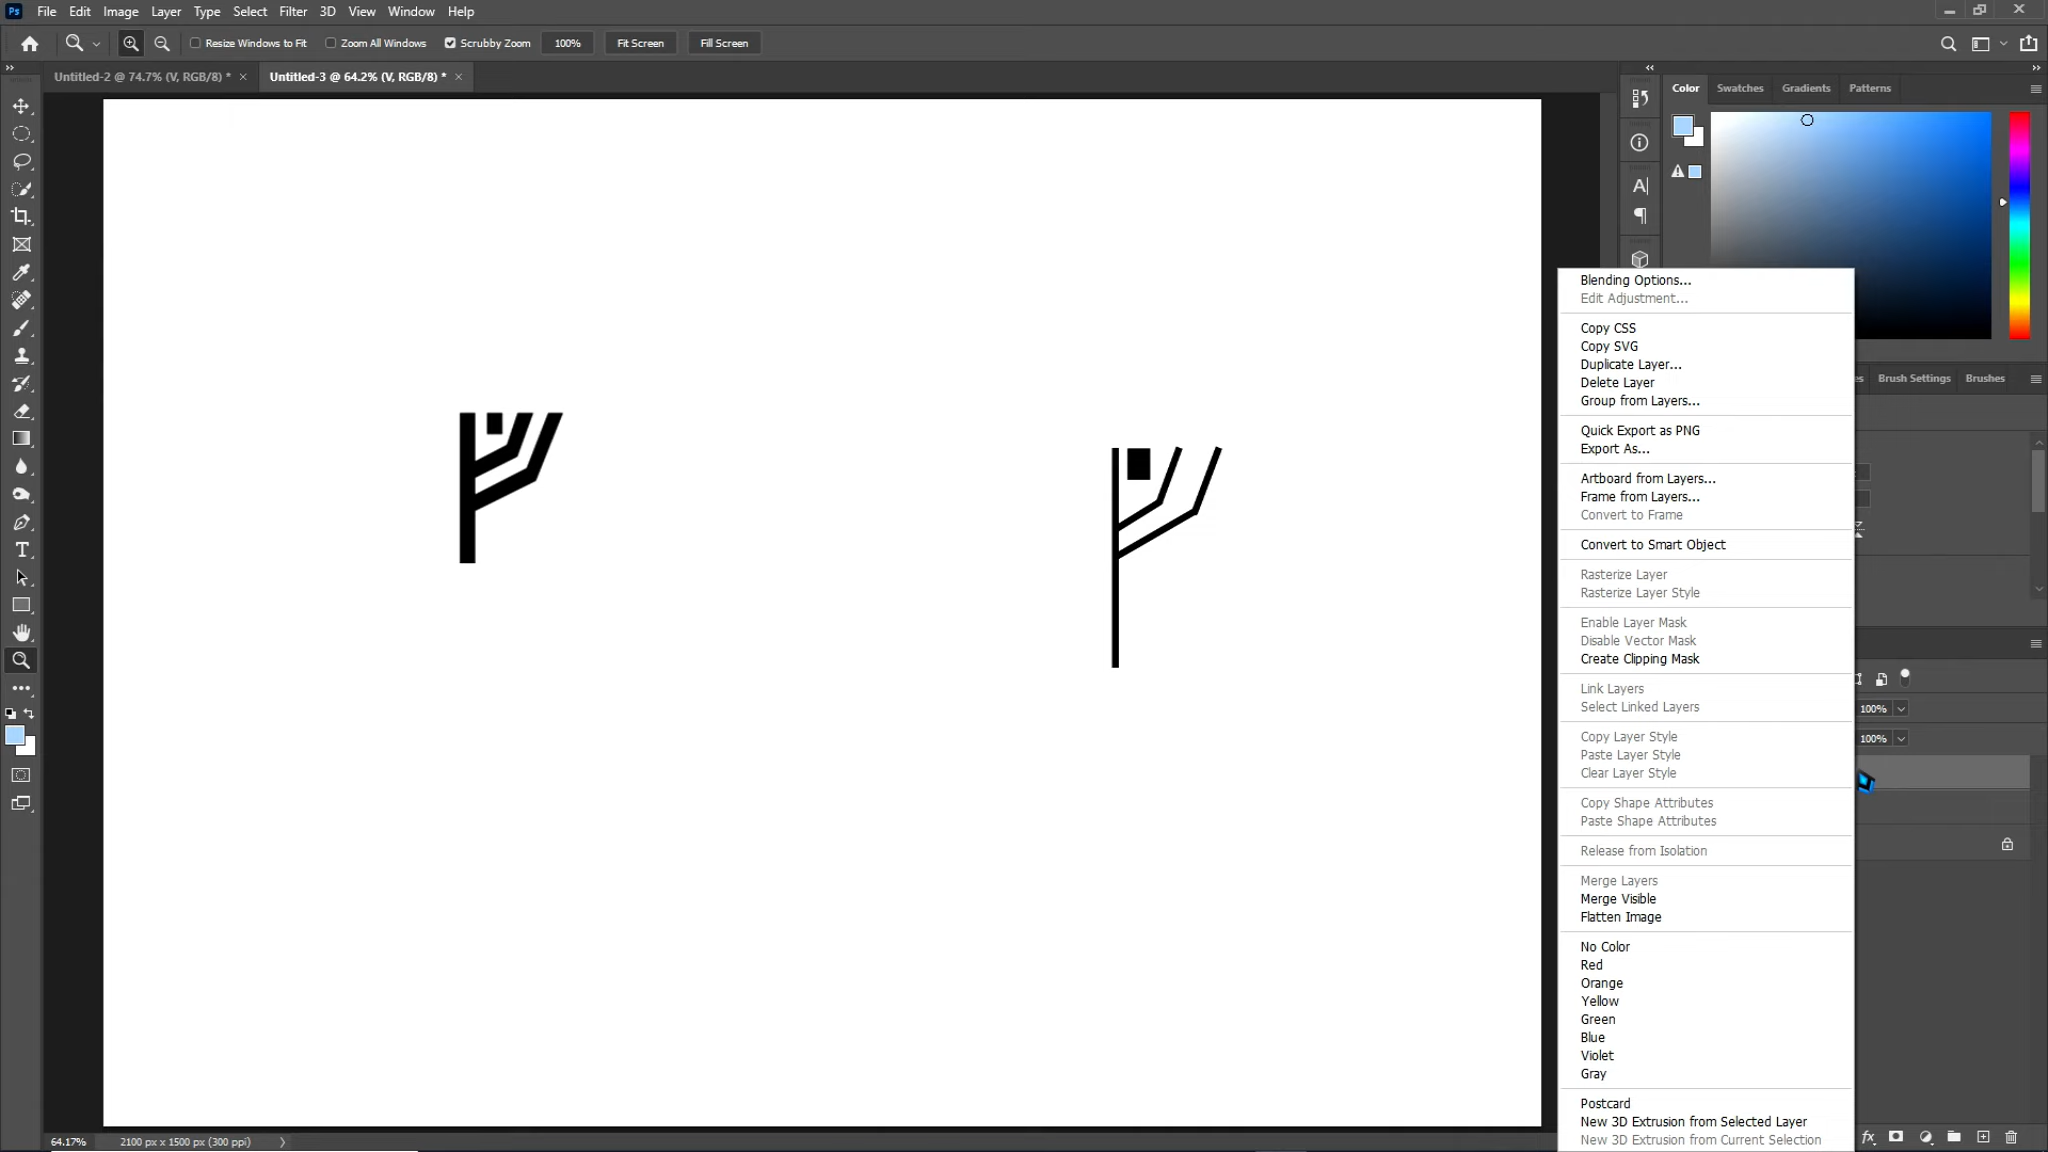 Ps File Edit Image Layer Type Select Filter 3D View Window Help
Resize Windows to Fit Zoom All Windows Scrubby Zoom 100% Fit Screen Fill Screen
Untitled-2 @ 74.7% (V, RGB/8) * Untitled-3 @ 64.2% (V, RGB/8) *
Color Swatches Gradients Patterns
Blending Options...
Edit Adjustment...
Copy CSS
Copy SVG
Duplicate Layer...
Delete Layer
Brush Settings Brushes
Group from Layers...
Quick Export as PNG
Export As...
Artboard from Layers...
Frame from Layers...
Convert to Frame
Convert to Smart Object
Rasterize Layer
Rasterize Layer Style
Enable Layer Mask
Disable Vector Mask
Create Clipping Mask
Link Layers
Select Linked Layers
100%
Copy Layer Style
100%
Paste Layer Style
Clear Layer Style
Copy Shape Attributes
Paste Shape Attributes
Release from Isolation
Merge Layers
Merge Visible
Flatten Image
No Color
Red
Orange
Yellow
Green
Blue
Violet
Gray
Postcard
New 3D Extrusion from Selected Layer
New 3D Extrusion from Current Selection
64.17% 2100 px x 1500 px (300 ppi)